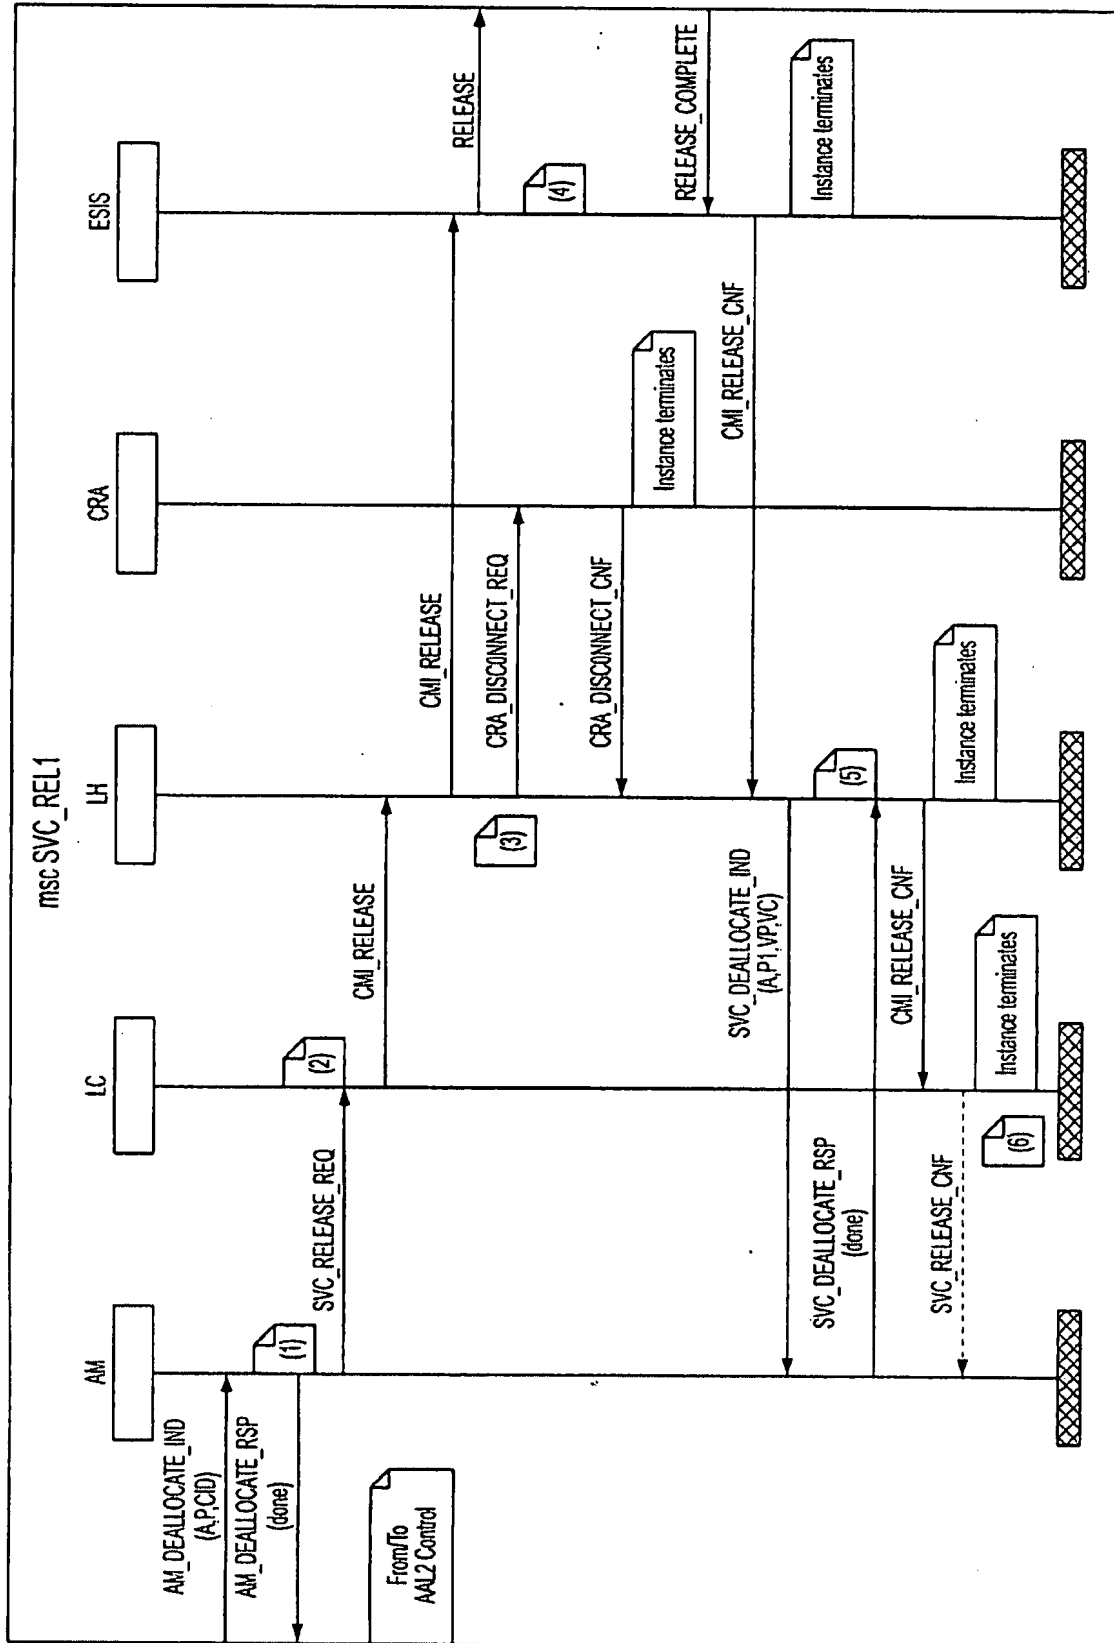 msc SVC_REL1
AM
LC
LH
CRA
ESIS
AM_DEALLOCATE_IND
(A,P,CID)
AM_DEALLOCATE_RSP
(done)
(1)
From/To
AAL2 Control
SVC_RELEASE_REQ
(2)
CMI_RELEASE
CMI_RELEASE
RELEASE
(3)
CRA_DISCONNECT_REQ
(4)
CRA_DISCONNECT_CNF
Instance terminates
RELEASE_COMPLETE
CMI_RELEASE_CNF
SVC_DEALLOCATE_IND
(A,P1,VP,VC)
Instance terminates
(5)
SVC_DEALLOCATE_RSP
(done)
CMI_RELEASE_CNF
Instance terminates
SVC_RELEASE_CNF
Instance terminates
(6)